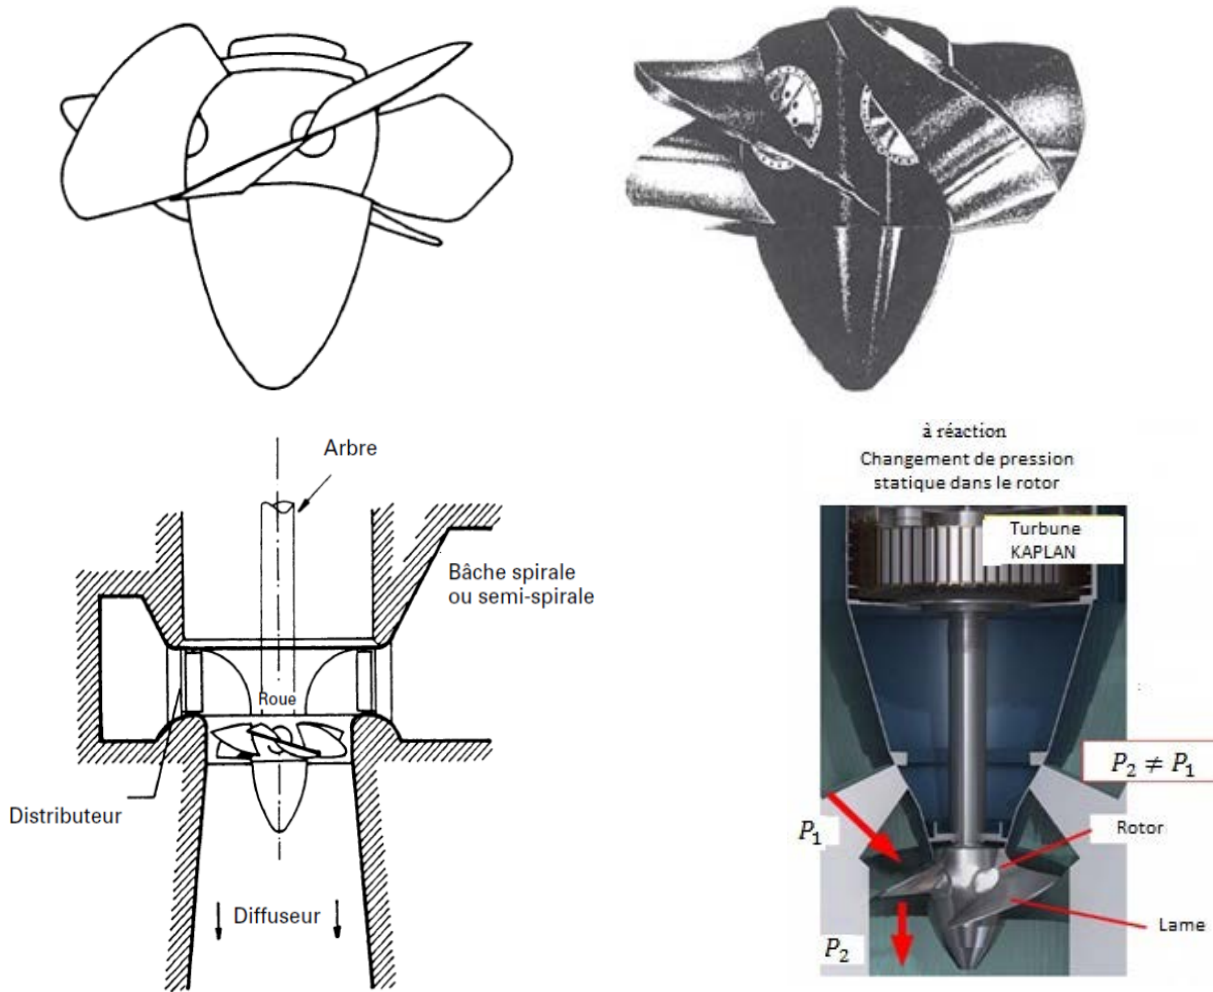 Arbre
Bâche spirale
ou semi-spirale
Roue
Distributeur
Diffuseur
à réaction
Changement de pression
statique dans le rotor
Turbune
KAPLAN
P₂ ≠ P₁
P₁
Rotor
Lame
P₂